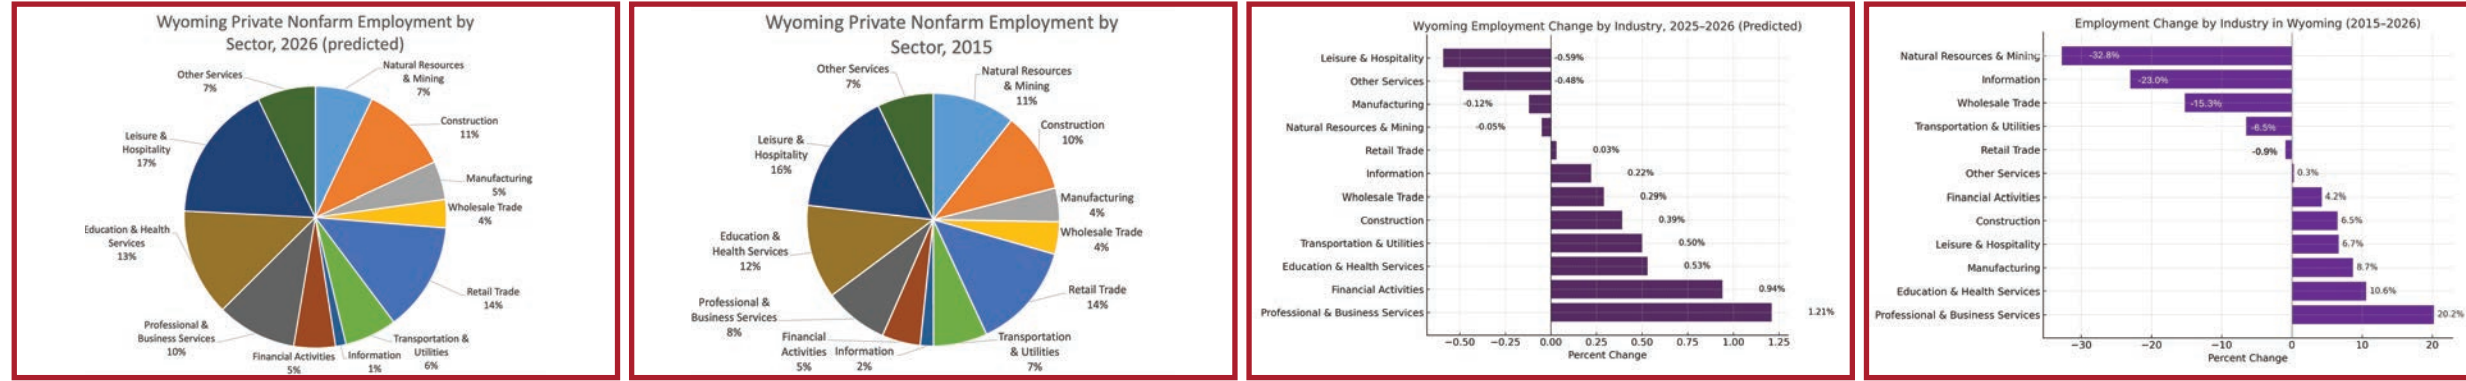 Wyoming Private Nonfarm Employment by
Sector, 2026 (predicted)
Other Services
7%
Natural Resources
& Mining
7%
Construction
11%
Leisure &
Hospitality
17%
Manufacturing
5%
Wholesale Trade
4%
Education & Health
Services
13%
Retail Trade
14%
Professional &
Business Services
10%
Financial Activities
5%
Information
1%
Transportation &
Utilities
6%
Wyoming Private Nonfarm Employment by
Sector, 2015
Other Services
7%
Natural Resources
& Mining
11%
Construction
10%
Leisure &
Hospitality
16%
Manufacturing
4%
Wholesale Trade
4%
Education &
Health Services
12%
Retail Trade
14%
Professional &
Business Services
8%
Financial
Activities
5%
Information
2%
Transportation
& Utilities
7%
Wyoming Employment Change by Industry, 2025–2026 (Predicted)
Leisure & Hospitality -0.59%
Other Services -0.48%
Manufacturing -0.12%
Natural Resources & Mining -0.05%
Retail Trade 0.03%
Information 0.22%
Wholesale Trade 0.29%
Construction 0.39%
Transportation & Utilities 0.50%
Education & Health Services 0.53%
Financial Activities 0.94%
Professional & Business Services 1.21%
−0.50 −0.25 0.00 0.25 0.50 0.75 1.00 1.25
Percent Change
Employment Change by Industry in Wyoming (2015–2026)
Natural Resources & Mining -32.8%
Information -23.0%
Wholesale Trade -15.3%
Transportation & Utilities -6.5%
Retail Trade -0.9%
Other Services 0.3%
Financial Activities 4.2%
Construction 6.5%
Leisure & Hospitality 6.7%
Manufacturing 8.7%
Education & Health Services 10.6%
Professional & Business Services 20.2%
−30 −20 −10 0 10 20
Percent Change